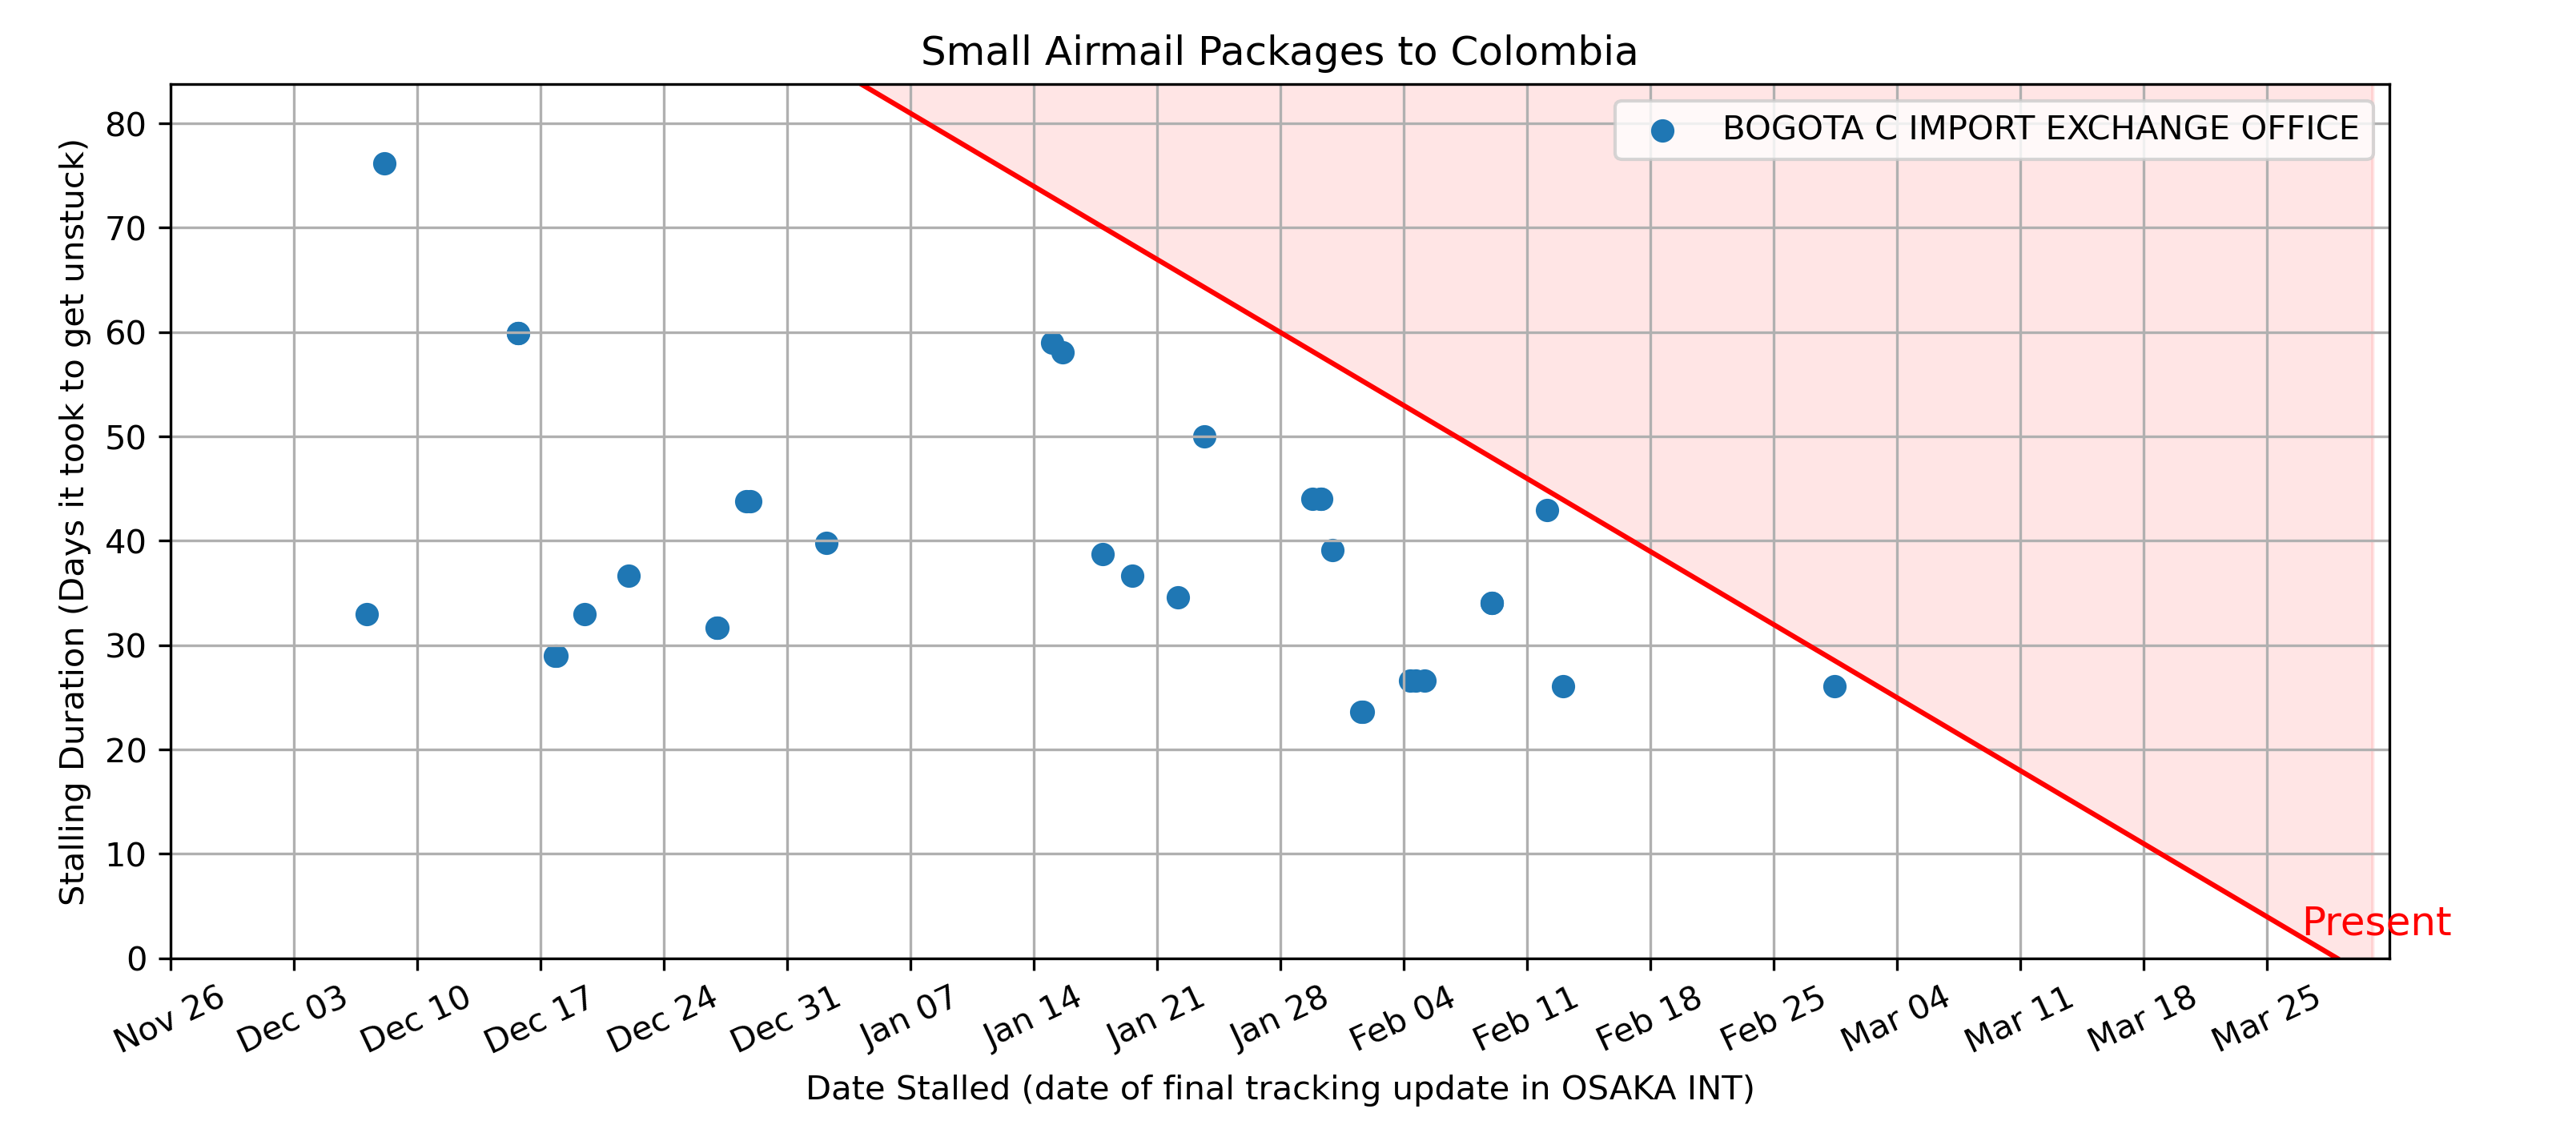 Small Airmail Packages to Colombia
BOGOTA C IMPORT EXCHANGE OFFICE
Stalling Duration (Days it took to get unstuck)
80
70
60
50
40
30
20
10
0
Present
Nov 26
Dec 03
Dec 10
Dec 17
Dec 24
Dec 31
Jan 07
Jan 14
Jan 21
Jan 28
Feb 04
Feb 11
Feb 18
Feb 25
Mar 04
Mar 11
Mar 18
Mar 25
Date Stalled (date of final tracking update in OSAKA INT)